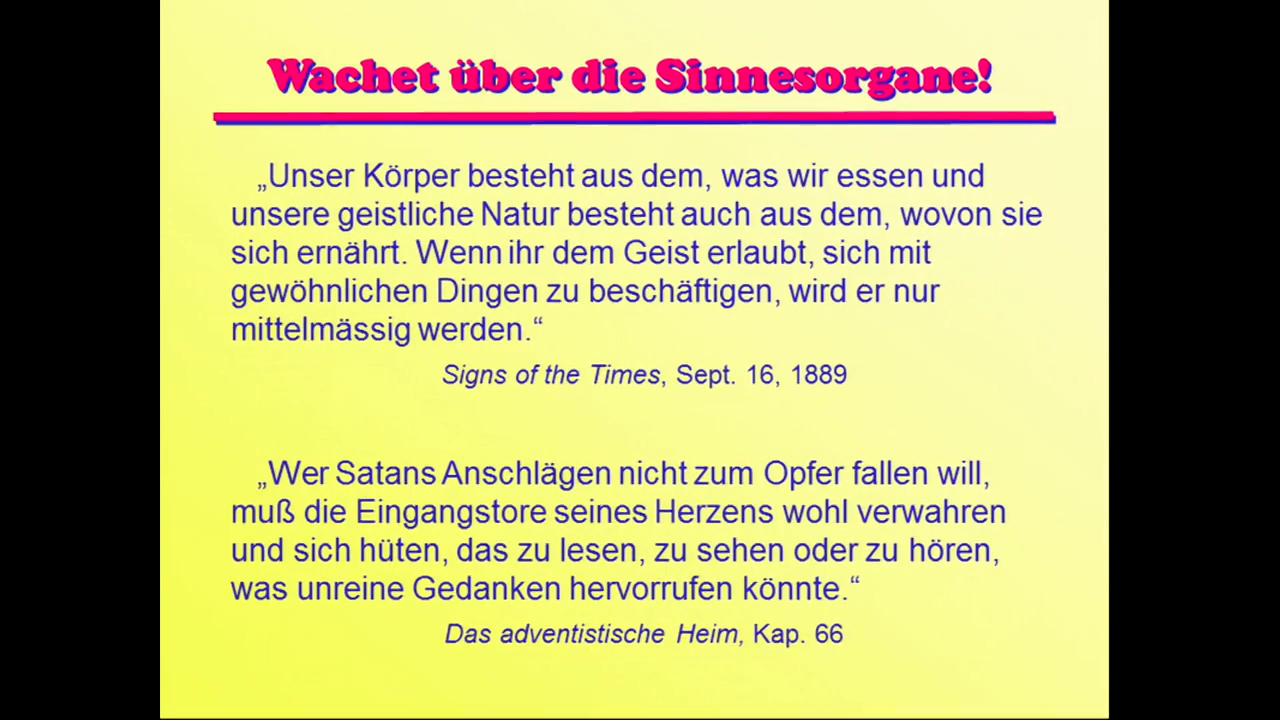 Wachet über die Sinnesorgane!
„Unser Körper besteht aus dem, was wir essen und
unsere geistliche Natur besteht auch aus dem, wovon sie
sich ernährt. Wenn ihr dem Geist erlaubt, sich mit
gewöhnlichen Dingen zu beschäftigen, wird er nur
mittelmässig werden.“
Signs of the Times, Sept. 16, 1889
„Wer Satans Anschlägen nicht zum Opfer fallen will,
muß die Eingangstore seines Herzens wohl verwahren
und sich hüten, das zu lesen, zu sehen oder zu hören,
was unreine Gedanken hervorrufen könnte.“
Das adventistische Heim, Kap. 66